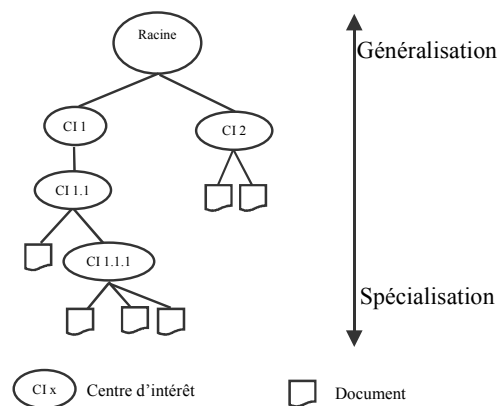 Racine
Généralisation
CI 1
CI 2
CI 1.1
CI 1.1.1
Spécialisation
CI x
Centre d'intérêt
Document